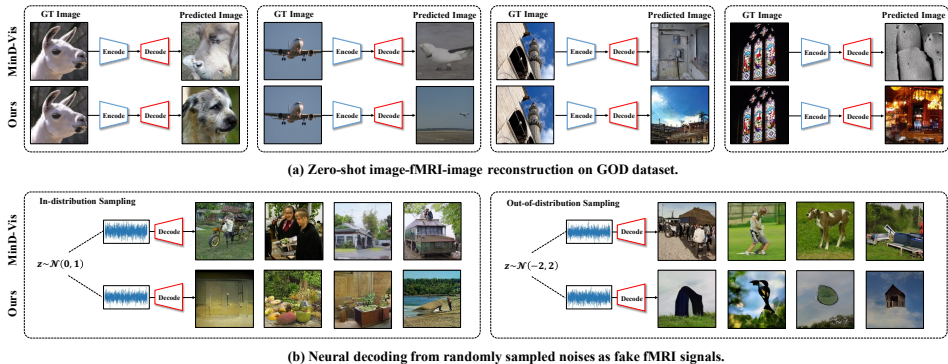 GT Image Predicted Image GT Image Predicted Image GT Image Predicted Image GT Image Predicted Image
MinD-Vis Encode Decode Encode Decode Encode Decode Encode Decode
Ours Encode Decode Encode Decode Encode Decode Encode Decode
(a) Zero-shot image-fMRI-image reconstruction on GOD dataset.
In-distribution Sampling Out-of-distribution Sampling
MinD-Vis Decode Decode
z~𝒩(0, 1) z~𝒩(−2, 2)
Ours Decode Decode
(b) Neural decoding from randomly sampled noises as fake fMRI signals.